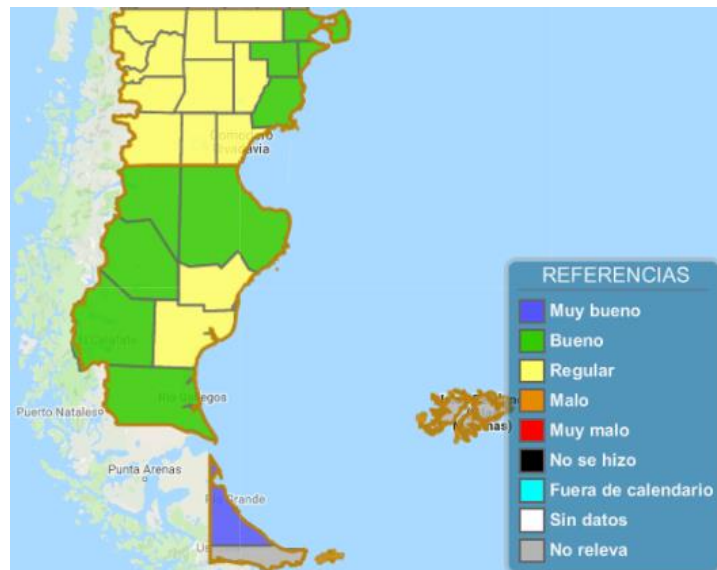 Comodoro
Rivadavia
REFERENCIAS
Muy bueno
Bueno
Regular
Malo
Muy malo
No se hizo
Fuera de calendario
Sin datos
No releva
Puerto Natales
Río Gallegos
Punta Arenas
Río Grande